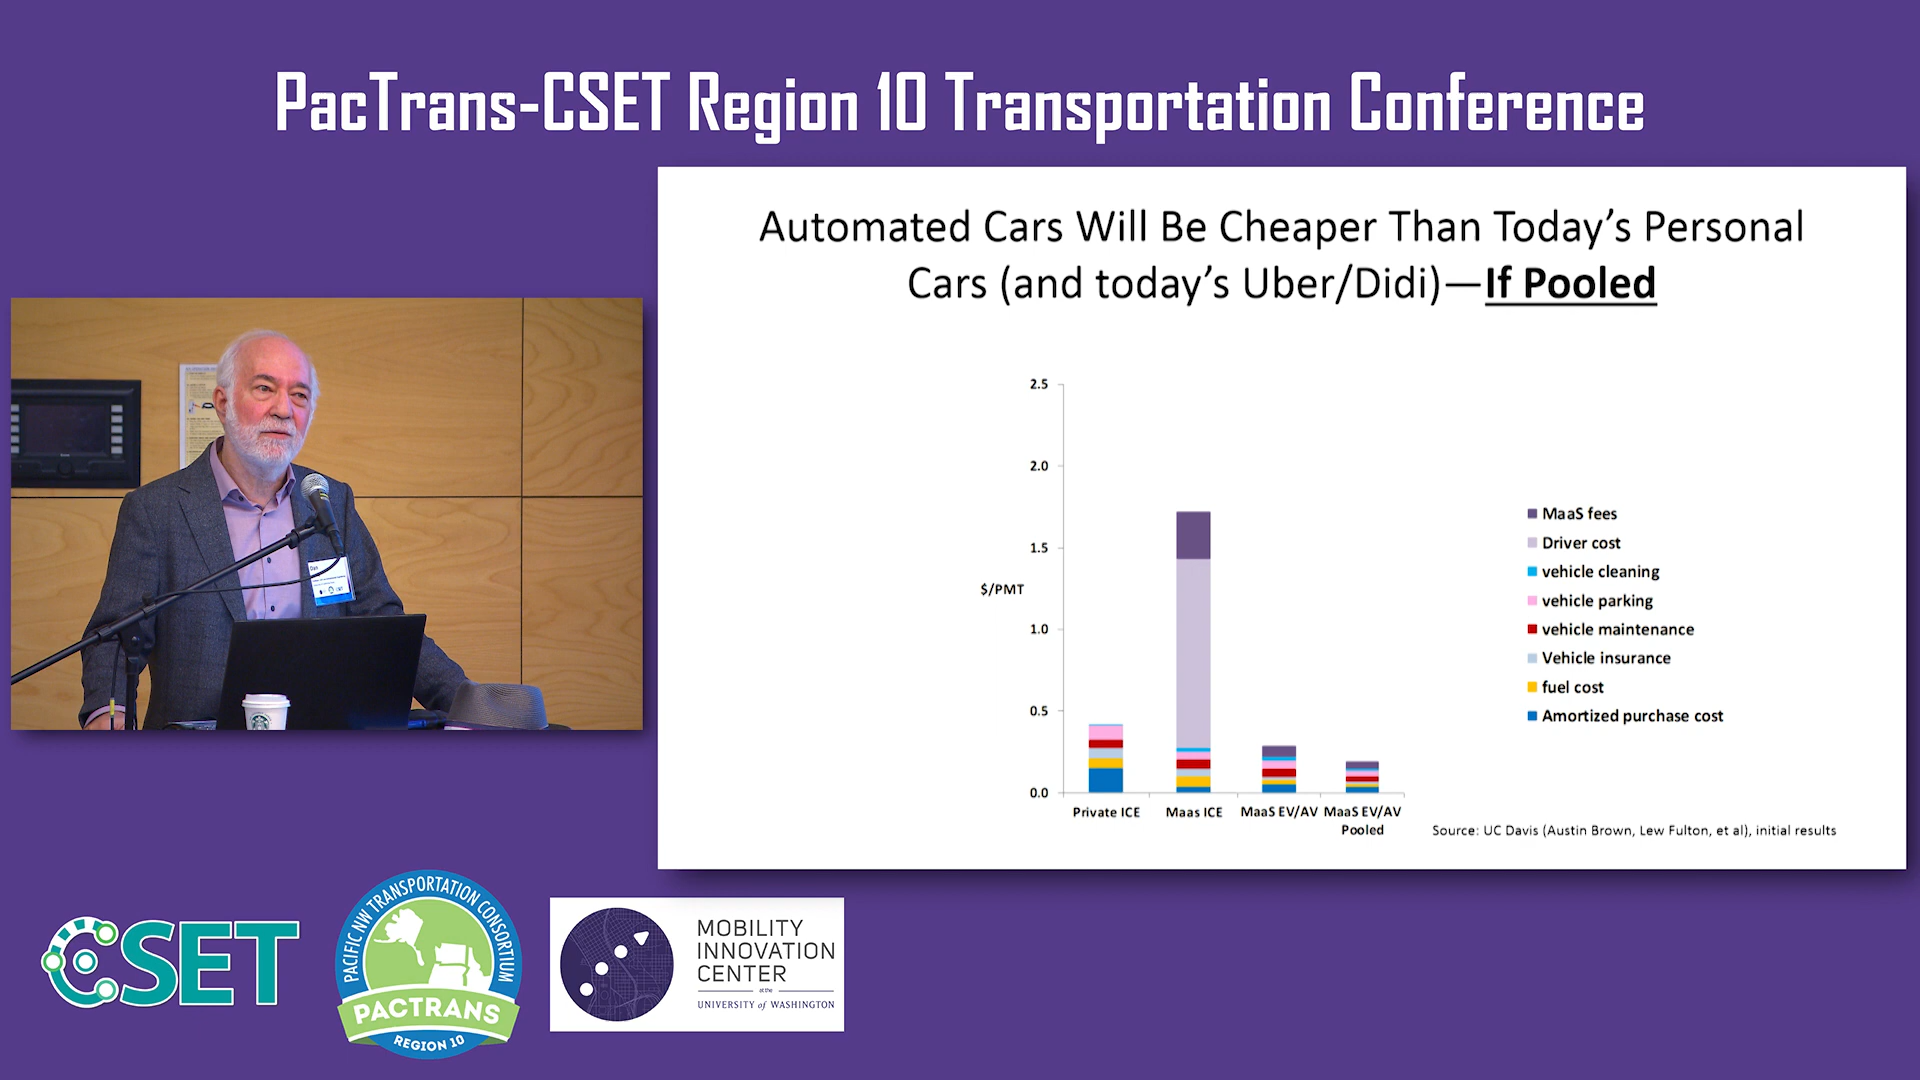 PacTrans-CSET Region 10 Transportation Conference
Automated Cars Will Be Cheaper Than Today's Personal
Cars (and today's Uber/Didi)—If Pooled
2.5
2.0
1.5
1.0
0.5
0.0
$/PMT
Private ICE
Maas ICE
MaaS EV/AV
MaaS EV/AV
Pooled
MaaS fees
Driver cost
vehicle cleaning
vehicle parking
vehicle maintenance
Vehicle insurance
fuel cost
Amortized purchase cost
Source: UC Davis (Austin Brown, Lew Fulton, et al), initial results
Dan
CSET
PACIFIC NW TRANSPORTATION CONSORTIUM
PACTRANS
REGION 10
MOBILITY
INNOVATION
CENTER
at the
UNIVERSITY of WASHINGTON